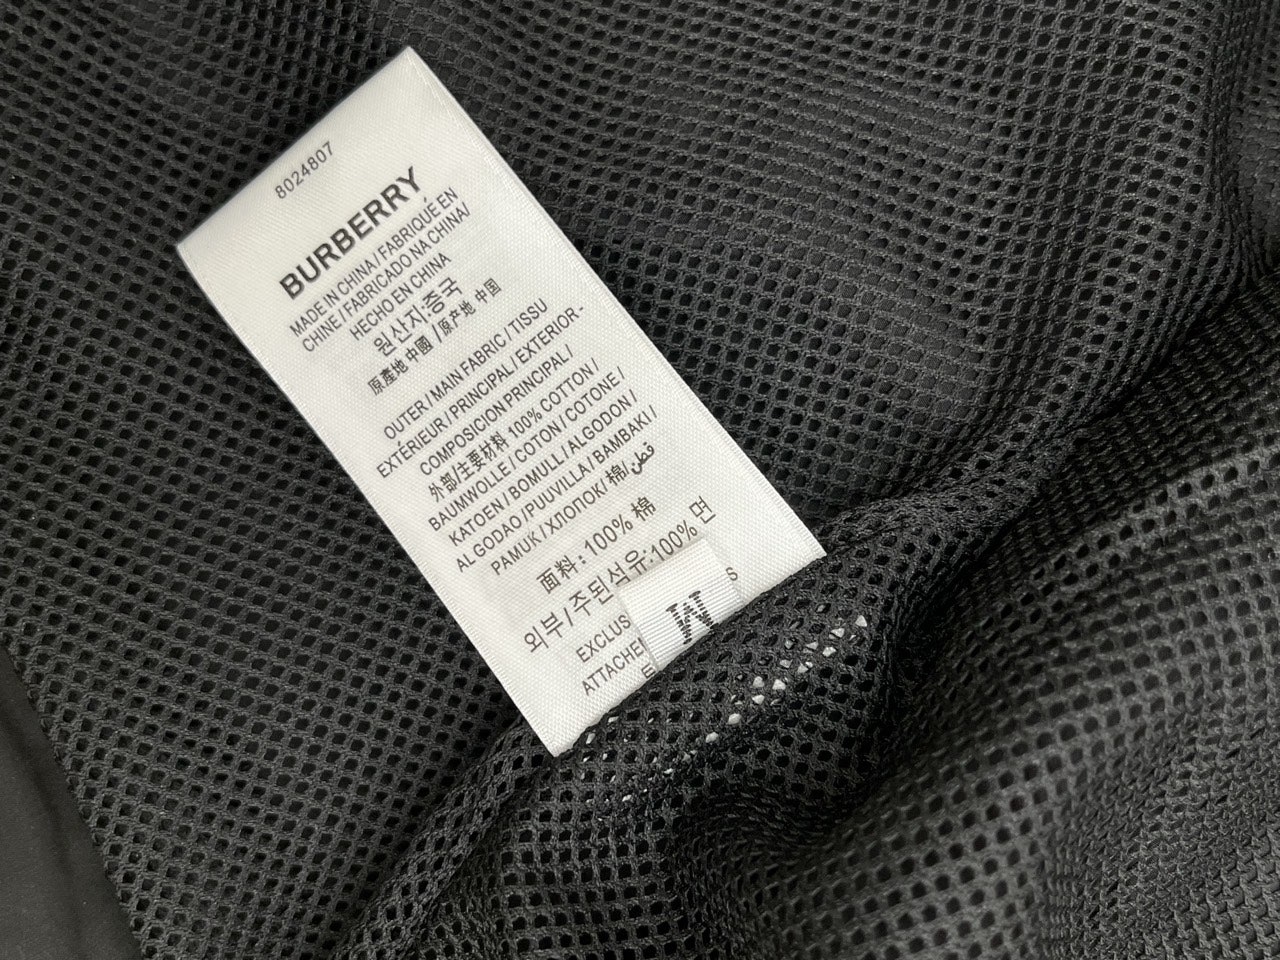 8024807
BURBERRY
MADE IN CHINA / FABRIQUÉ EN
CHINE / FABRICADO NA CHINA/
HECHO EN CHINA
원산지:중국
原產地 中國 /原产地 中国
OUTER / MAIN FABRIC / TISSU
EXTÉRIEUR / PRINCIPAL / EXTERIOR-
COMPOSICION PRINCIPAL /
外部/主要材料 100% COTTON /
BAUMWOLLE / COTON / COTONE /
KATOEN / BOMULL / ALGODON /
ALGODAO / PUUVILLA / BAMBAKI /
PAMUK / ХЛОПОК/ 棉/قطن
面料: 100% 棉
외부/주된석유:100% 면
EXCLUS
S
ATTACHE
M